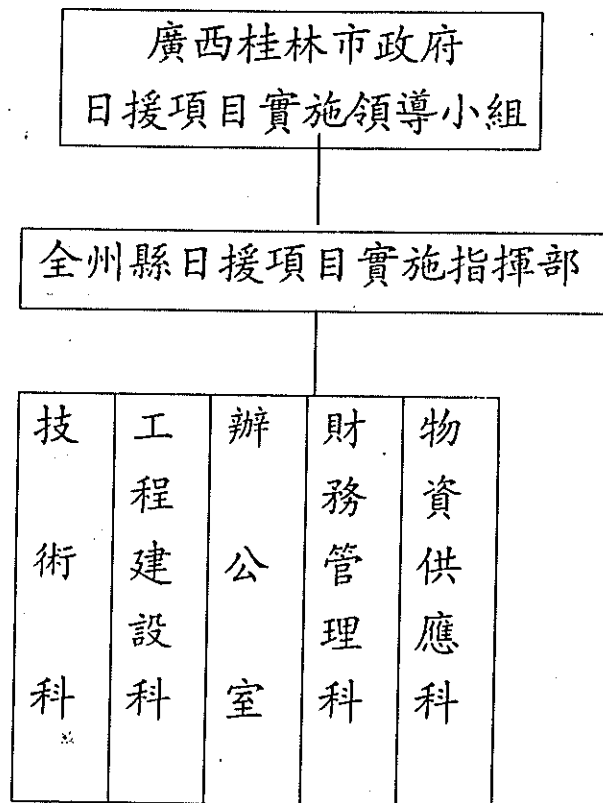 廣西桂林市政府
日援項目實施領導小組
全州縣日援項目實施指揮部
技術科
工程建設科
辦公室
財務管理科
物資供應科